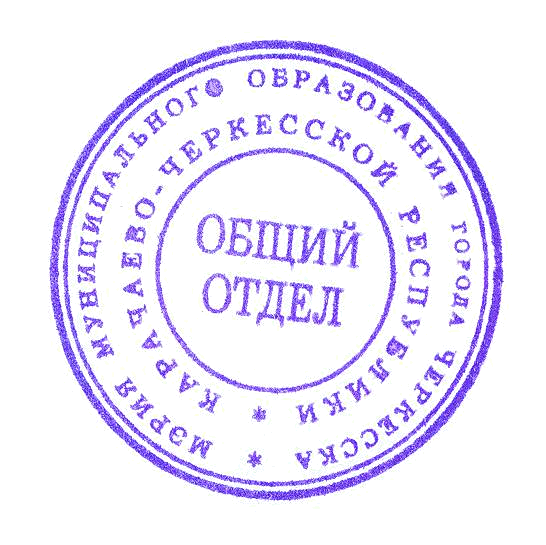 МЭРИЯ МУНИЦИПАЛЬНОГО ОБРАЗОВАНИЯ ГОРОДА ЧЕРКЕССКА *
КАРАЧАЕВО-ЧЕРКЕССКОЙ РЕСПУБЛИКИ *
ОБЩИЙ
ОТДЕЛ